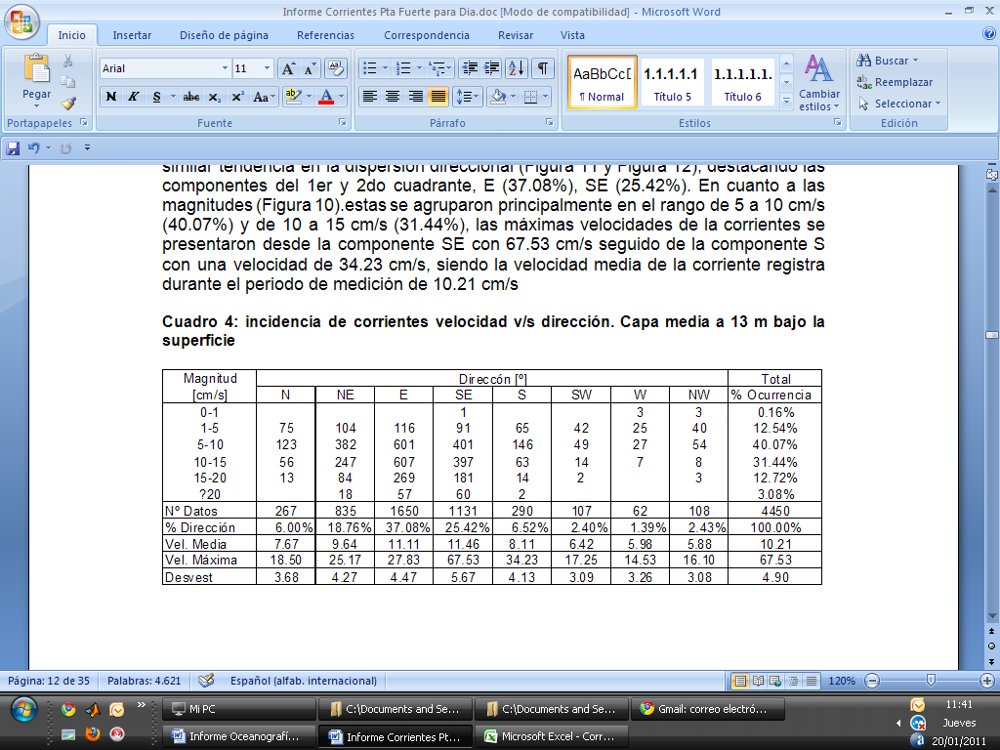 Informe Corrientes Pta Fuerte para Dia.doc [Modo de compatibilidad] - Microsoft Word
Inicio Insertar Diseño de página Referencias Correspondencia Revisar Vista
Pegar
Portapapeles
Arial 11
N K S abc x₂ x² Aa
Fuente
Párrafo
AaBbCc[ 1.1.1.1.1 1.1.1.1.1.
¶ Normal Título 5 Título 6
Cambiar estilos
Estilos
Buscar
Reemplazar
Seleccionar
Edición
similar tendencia en la dispersión direccional (Figura 11 y Figura 12), destacando las
componentes del 1er y 2do cuadrante, E (37.08%), SE (25.42%). En cuanto a las
magnitudes (Figura 10).estas se agruparon principalmente en el rango de 5 a 10 cm/s
(40.07%) y de 10 a 15 cm/s (31.44%), las máximas velocidades de la corrientes se
presentaron desde la componente SE con 67.53 cm/s seguido de la componente S
con una velocidad de 34.23 cm/s, siendo la velocidad media de la corriente registra
durante el periodo de medición de 10.21 cm/s
Cuadro 4: incidencia de corrientes velocidad v/s dirección. Capa media a 13 m bajo la
superficie
Magnitud Direccón [º] Total
[cm/s] N NE E SE S SW W NW % Ocurrencia
0-1 1 3 3 0.16%
1-5 75 104 116 91 65 42 25 40 12.54%
5-10 123 382 601 401 146 49 27 54 40.07%
10-15 56 247 607 397 63 14 7 8 31.44%
15-20 13 84 269 181 14 2 3 12.72%
?20 18 57 60 2 3.08%
Nº Datos 267 835 1650 1131 290 107 62 108 4450
% Dirección 6.00% 18.76% 37.08% 25.42% 6.52% 2.40% 1.39% 2.43% 100.00%
Vel. Media 7.67 9.64 11.11 11.46 8.11 6.42 5.98 5.88 10.21
Vel. Máxima 18.50 25.17 27.83 67.53 34.23 17.25 14.53 16.10 67.53
Desvest 3.68 4.27 4.47 5.67 4.13 3.09 3.26 3.08 4.90
Página: 12 de 35 Palabras: 4.621 Español (alfab. internacional) 120%
Mi PC C:\Documents and Se... C:\Documents and Se... Gmail: correo electró... 11:41
Jueves
Informe Oceanografí... Informe Corrientes Pt... Microsoft Excel - Corr... 20/01/2011